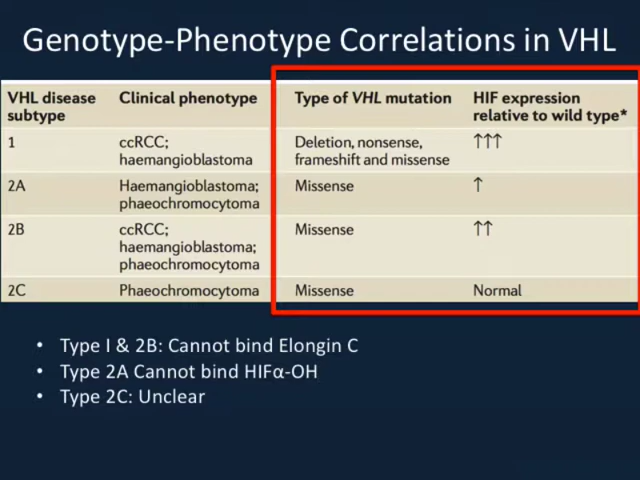 Genotype-Phenotype Correlations in VHL
VHL disease subtype Clinical phenotype Type of VHL mutation HIF expression relative to wild type*
1 ccRCC; haemangioblastoma Deletion, nonsense, frameshift and missense ↑↑↑
2A Haemangioblastoma; phaeochromocytoma Missense ↑
2B ccRCC; haemangioblastoma; phaeochromocytoma Missense ↑↑
2C Phaeochromocytoma Missense Normal
• Type I & 2B: Cannot bind Elongin C
• Type 2A Cannot bind HIFα-OH
• Type 2C: Unclear